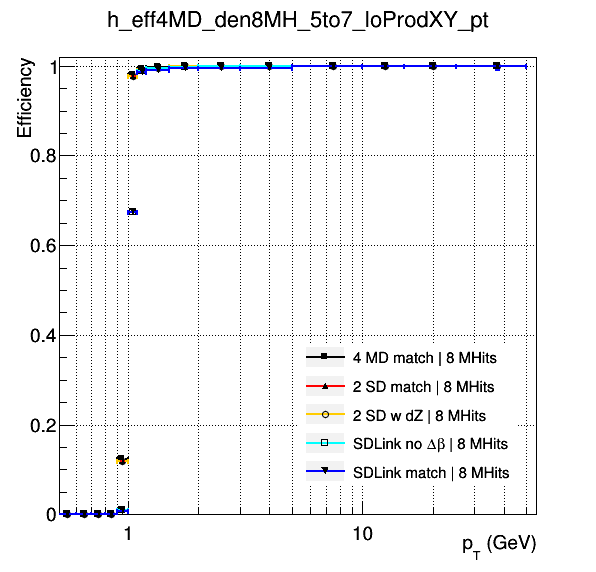 h_eff4MD_den8MH_5to7_loProdXY_pt
Efficiency
1
0.8
0.6
0.4
0.2
0
4 MD match | 8 MHits
2 SD match | 8 MHits
2 SD w dZ | 8 MHits
SDLink no Δβ | 8 MHits
SDLink match | 8 MHits
1 10
p_T (GeV)